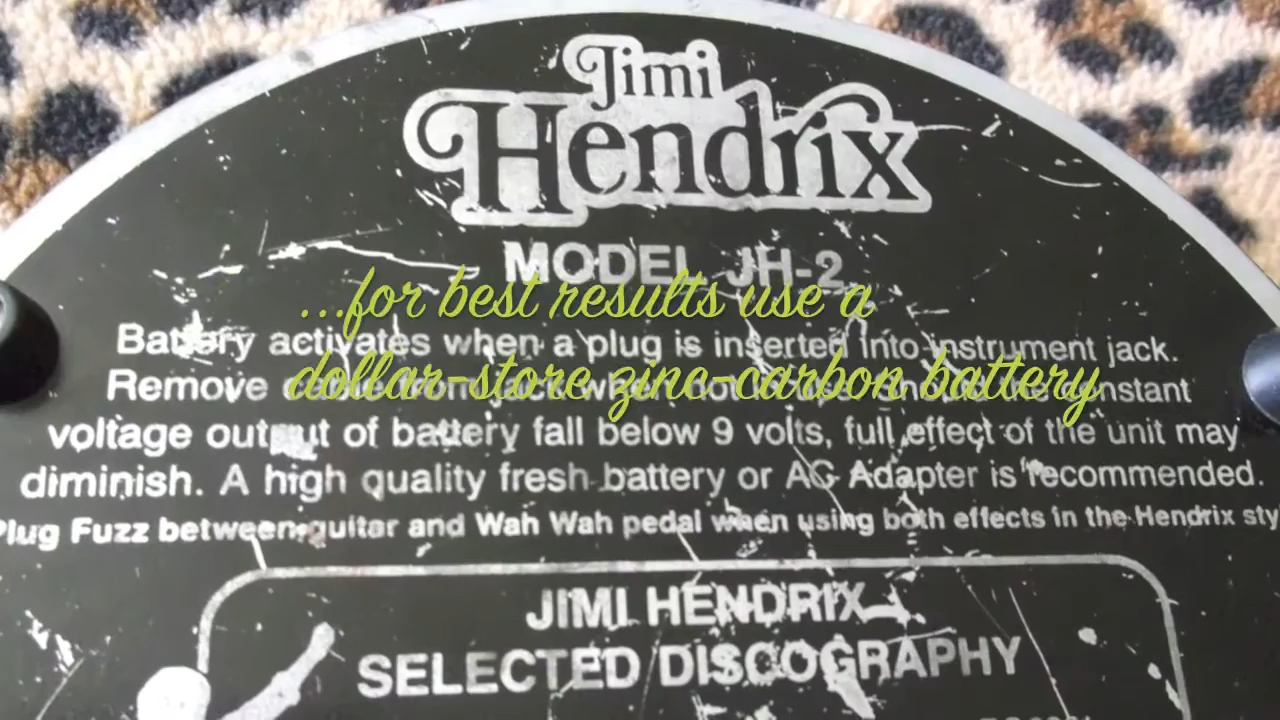 Jimi
Hendrix
MODEL JH-2
...for best results use a
Battery activates when a plug is inserted into instrument jack.
dollar-store zinc-carbon battery
Remove when constant
voltage output of battery fall below 9 volts, full effect of the unit may
diminish. A high quality fresh battery or AC Adapter is recommended.
Plug Fuzz between guitar and Wah Wah pedal when using both effects in the Hendrix sty
JIMI HENDRIX
SELECTED DISCOGRAPHY